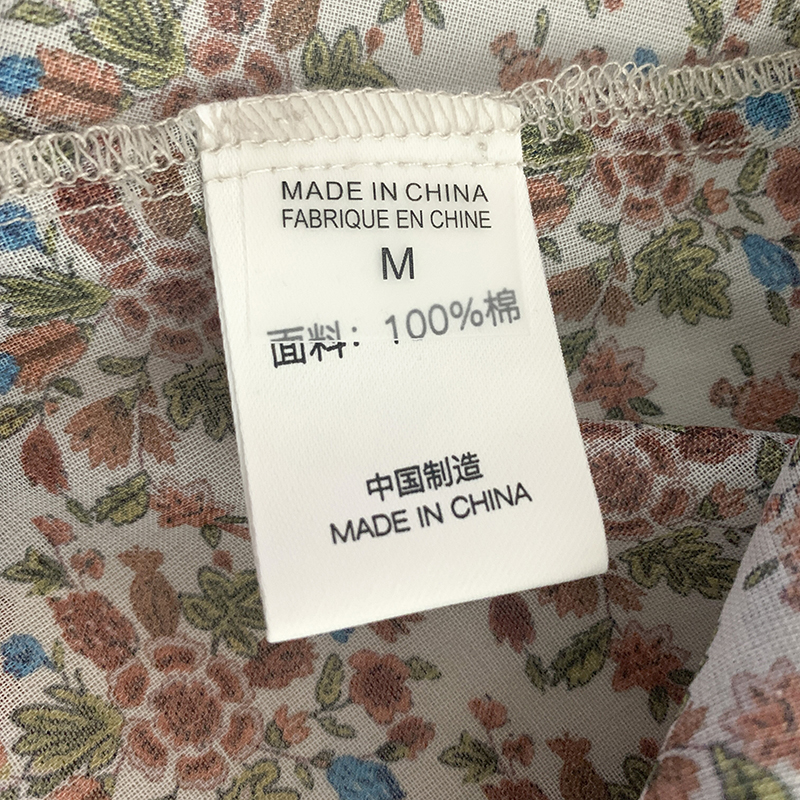 MADE IN CHINA
FABRIQUE EN CHINE
M
面料：100%棉
中国制造
MADE IN CHINA